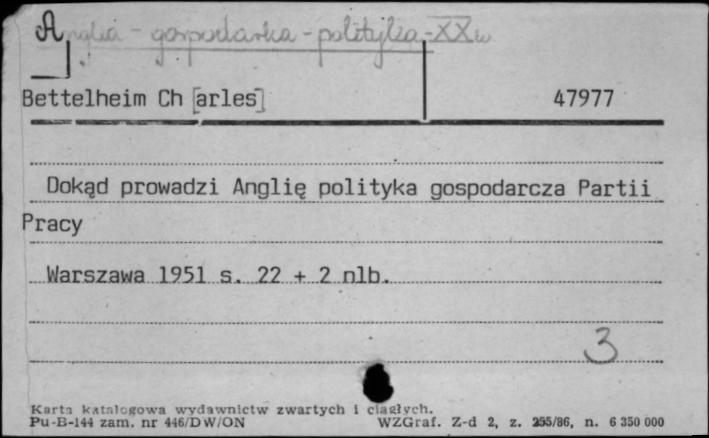 Anglia - gospodarka - polityka - XX w
Bettelheim Ch [arles] 47977
Dokąd prowadzi Anglię polityka gospodarcza Partii
Pracy
Warszawa 1951 s. 22 + 2 nlb.
3
Karta katalogowa wydawnictw zwartych i ciągłych.
Pu-B-144 zam. nr 446/DW/ON WZGraf. Z-d 2, z. 255/86, n. 6 350 000